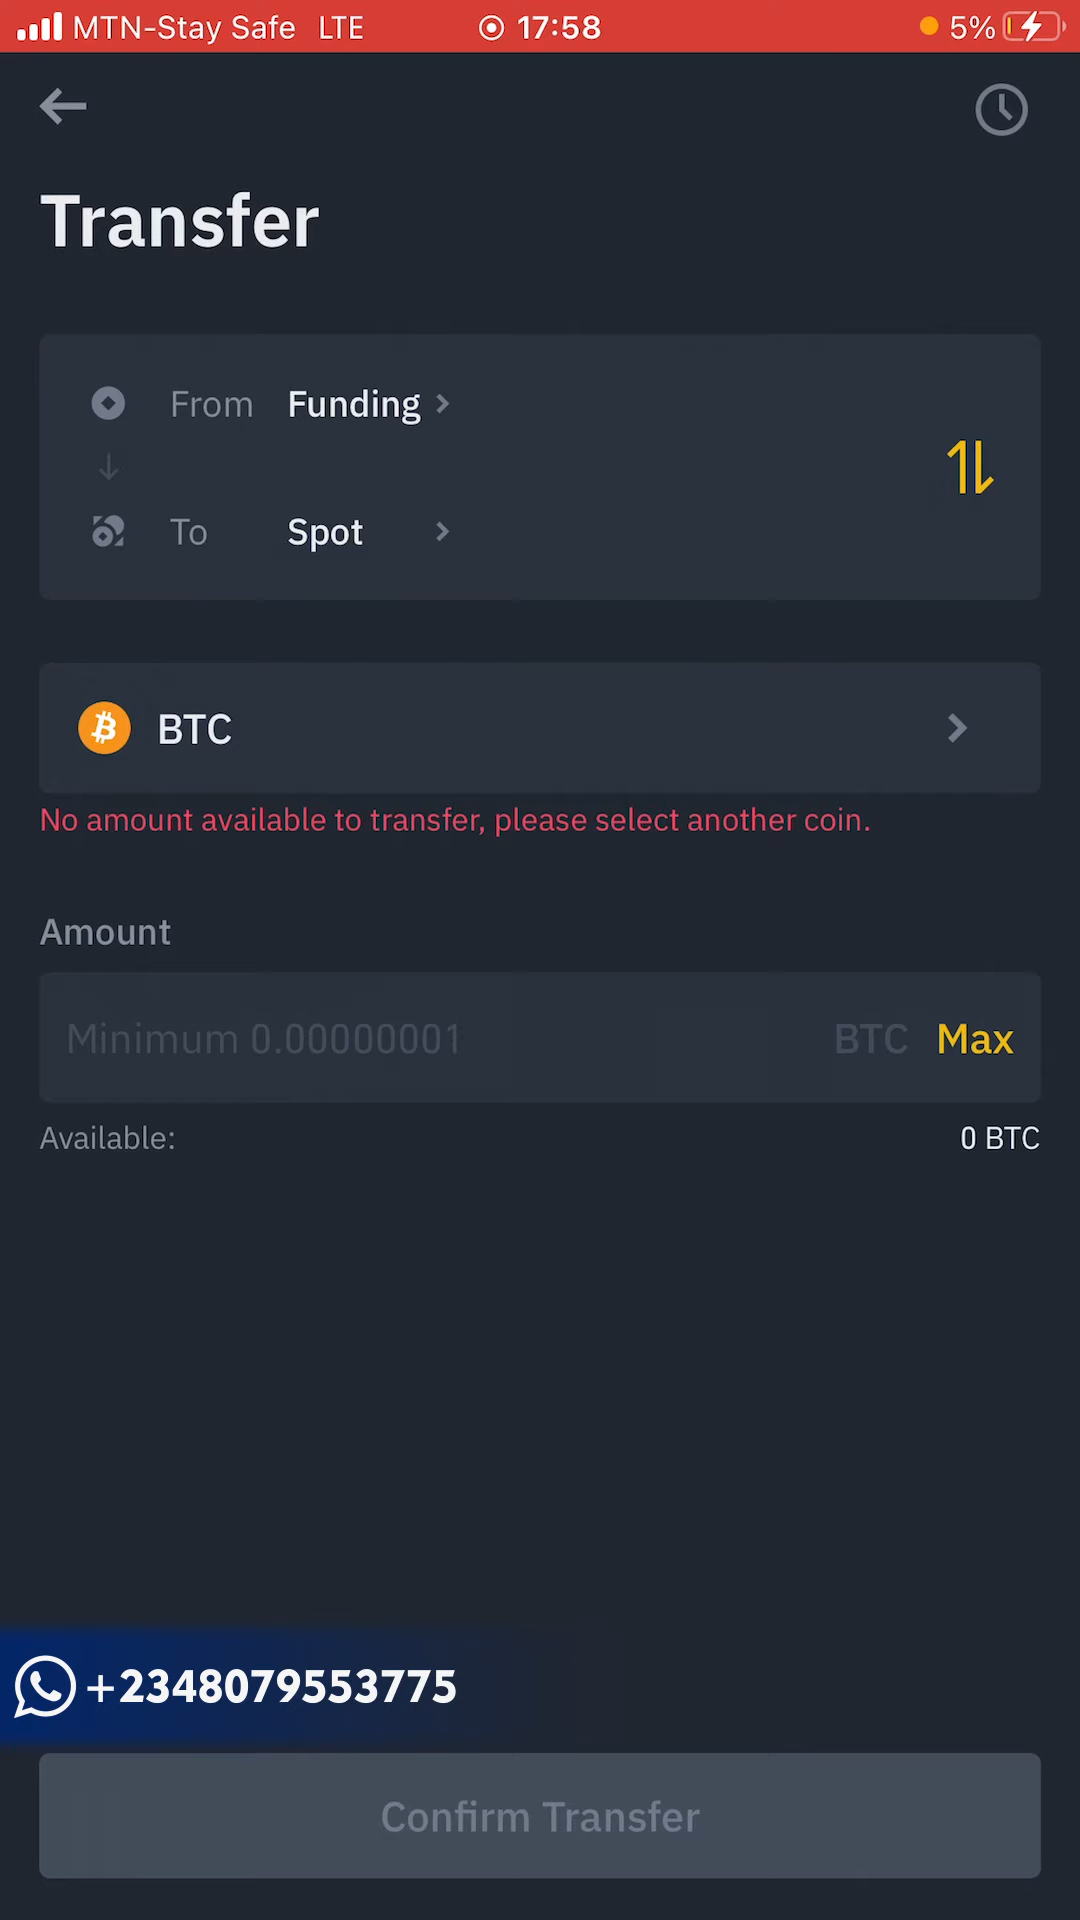 MTN-Stay Safe LTE 17:58 5%
Transfer
From Funding
To Spot
BTC
No amount available to transfer, please select another coin.
Amount
Minimum 0.00000001 BTC Max
Available: 0 BTC
+2348079553775
Confirm Transfer